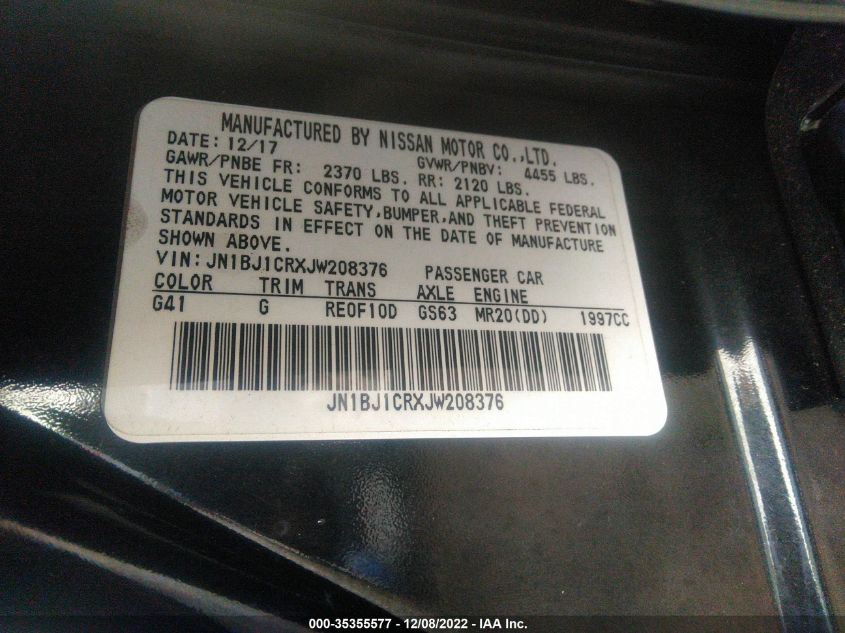 MANUFACTURED BY NISSAN MOTOR CO.,LTD.
DATE: 12/17 GVWR/PNBV: 4455 LBS.
GAWR/PNBE FR: 2370 LBS. RR: 2120 LBS.
THIS VEHICLE CONFORMS TO ALL APPLICABLE FEDERAL
MOTOR VEHICLE SAFETY,BUMPER,AND THEFT PREVENTION
STANDARDS IN EFFECT ON THE DATE OF MANUFACTURE
SHOWN ABOVE.
VIN: JN1BJ1CRXJW208376 PASSENGER CAR
COLOR TRIM TRANS AXLE ENGINE
G41 G RE0F10D GS63 MR20(DD) 1997CC
JN1BJ1CRXJW208376
000-35355577 - 12/08/2022 - IAA Inc.